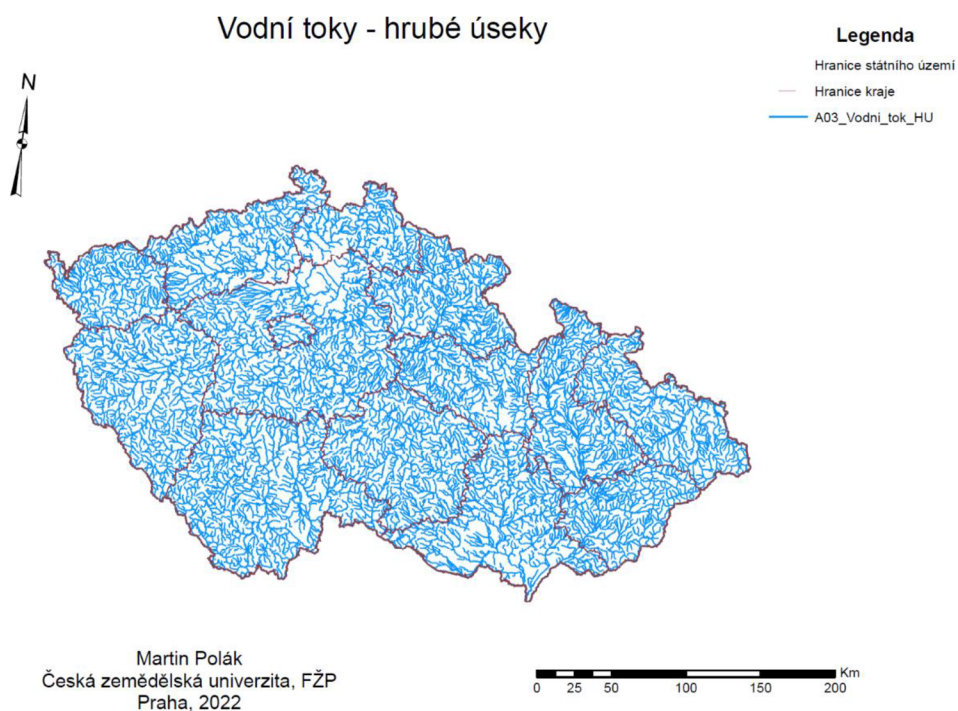 Vodní toky - hrubé úseky
Legenda
Hranice státního území
Hranice kraje
A03_Vodni_tok_HU
N
Martin Polák
Česká zemědělská univerzita, FŽP
Praha, 2022
Km
0 25 50 100 150 200